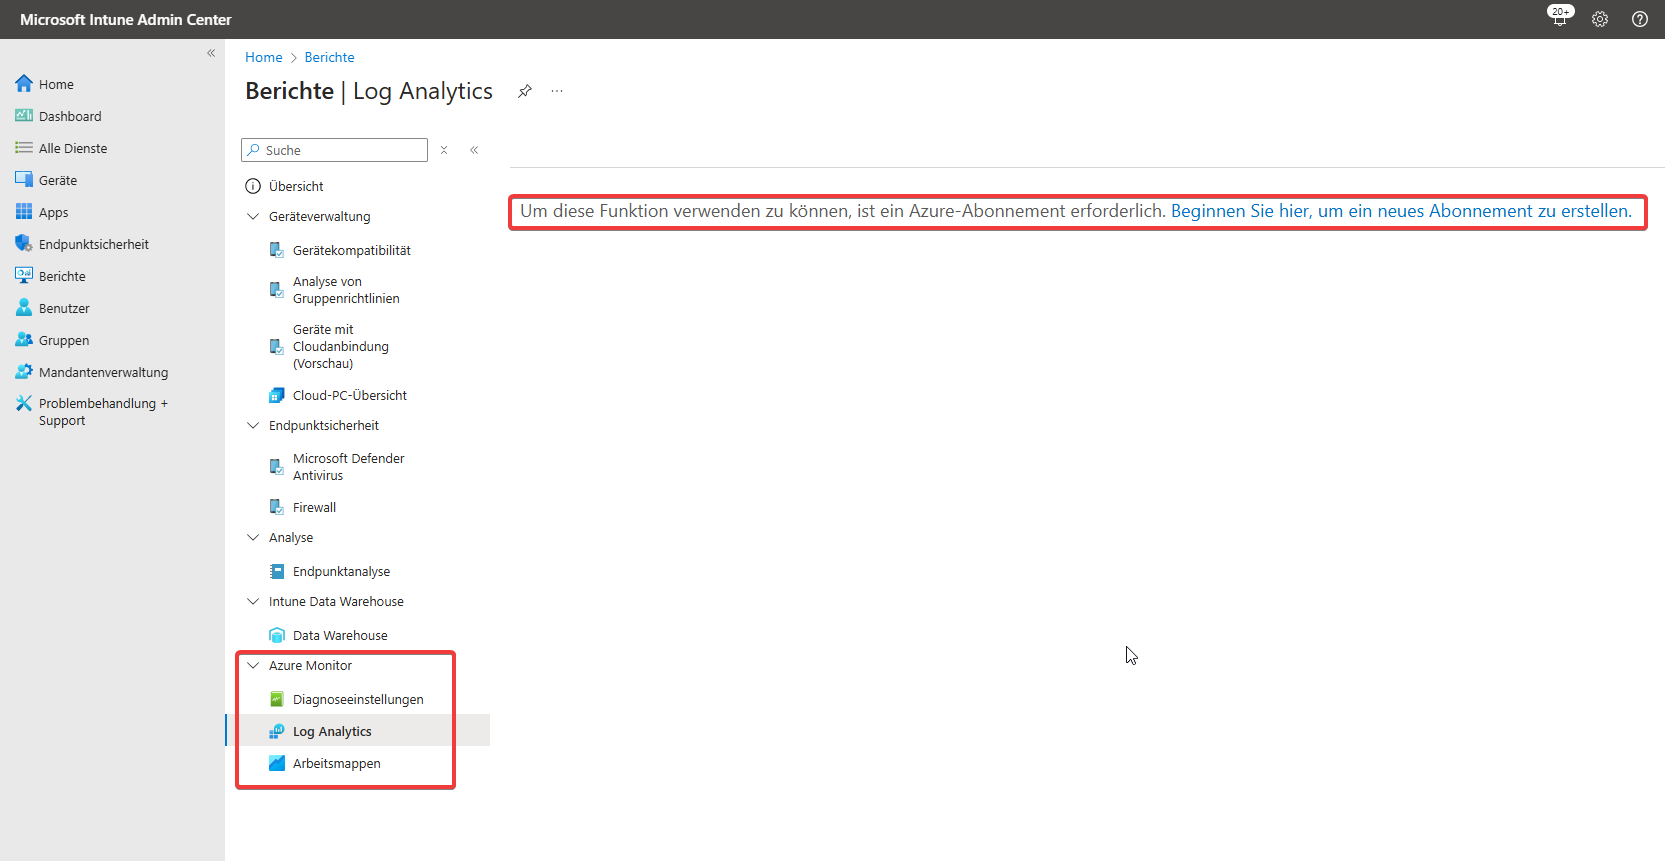 Microsoft Intune Admin Center
20+
Home
Dashboard
Alle Dienste
Geräte
Apps
Endpunktsicherheit
Berichte
Benutzer
Gruppen
Mandantenverwaltung
Problembehandlung +
Support
Home > Berichte
Berichte | Log Analytics
Suche
Übersicht
Geräteverwaltung
Gerätekompatibilität
Analyse von
Gruppenrichtlinien
Geräte mit
Cloudanbindung
(Vorschau)
Cloud-PC-Übersicht
Endpunktsicherheit
Microsoft Defender
Antivirus
Firewall
Analyse
Endpunktanalyse
Intune Data Warehouse
Data Warehouse
Azure Monitor
Diagnoseeinstellungen
Log Analytics
Arbeitsmappen
Um diese Funktion verwenden zu können, ist ein Azure-Abonnement erforderlich. Beginnen Sie hier, um ein neues Abonnement zu erstellen.